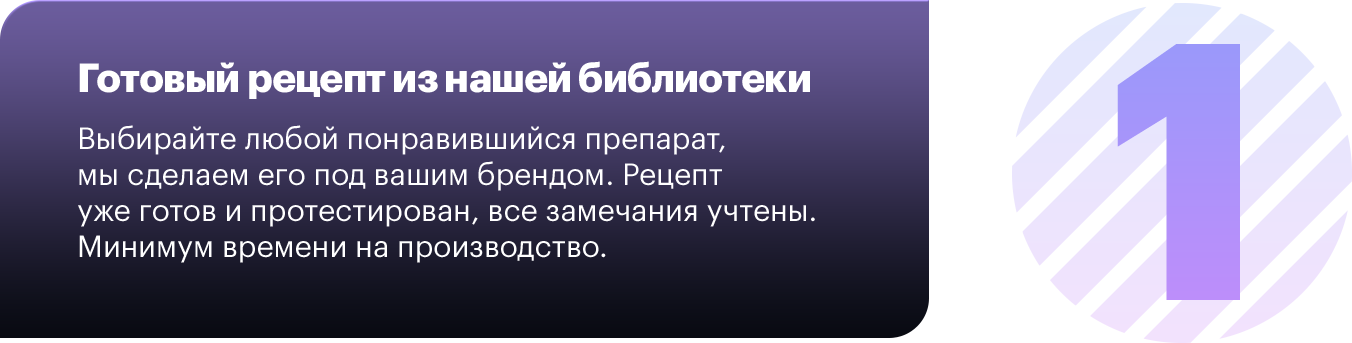 Готовый рецепт из нашей библиотеки
Выбирайте любой понравившийся препарат,
мы сделаем его под вашим брендом. Рецепт
уже готов и протестирован, все замечания учтены.
Минимум времени на производство.
1